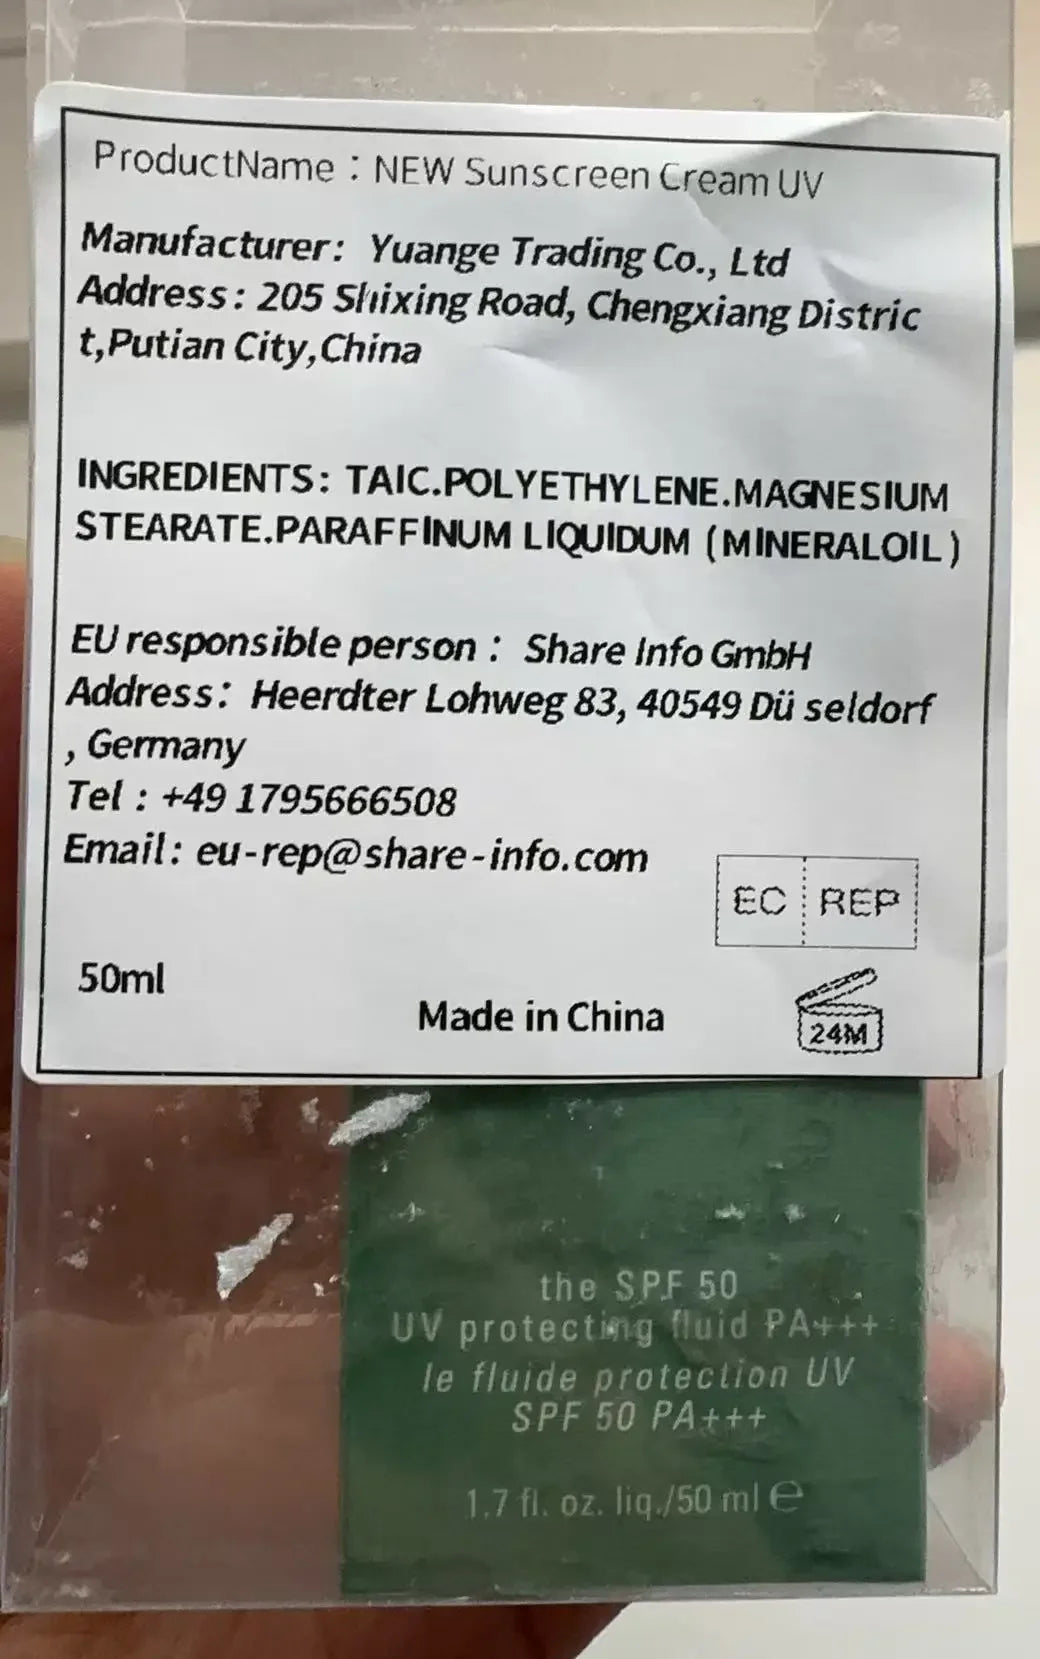 ProductName：NEW Sunscreen Cream UV
Manufacturer: Yuange Trading Co., Ltd
Address: 205 Shixing Road, Chengxiang Distric
t,Putian City,China
INGREDIENTS: TAIC.POLYETHYLENE.MAGNESIUM
STEARATE.PARAFFINUM LIQUIDUM (MINERALOIL)
EU responsible person： Share Info GmbH
Address: Heerdter Lohweg 83, 40549 Dü seldorf
, Germany
Tel : +49 1795666508
Email: eu-rep@share-info.com
EC REP
50ml
Made in China
24M
the SPF 50
UV protecting fluid PA+++
le fluide protection UV
SPF 50 PA+++
1.7 fl. oz. liq./50 ml ℮